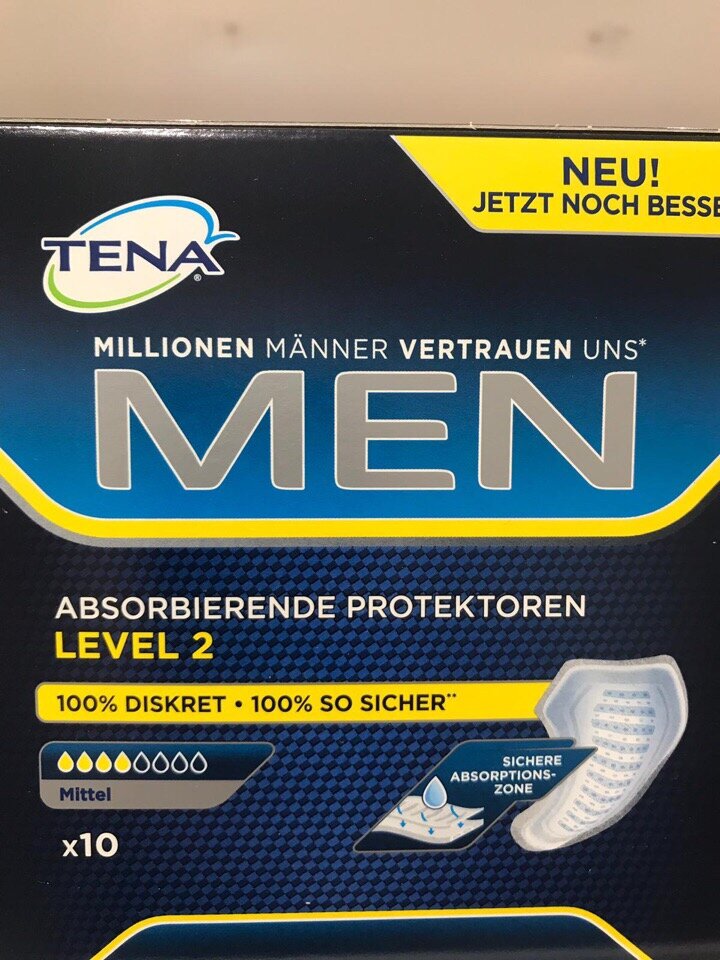 NEU!
JETZT NOCH BESSE
TENA®
MILLIONEN MÄNNER VERTRAUEN UNS*
MEN
ABSORBIERENDE PROTEKTOREN
LEVEL 2
100% DISKRET • 100% SO SICHER**
SICHERE
ABSORPTIONS-
ZONE
Mittel
x10